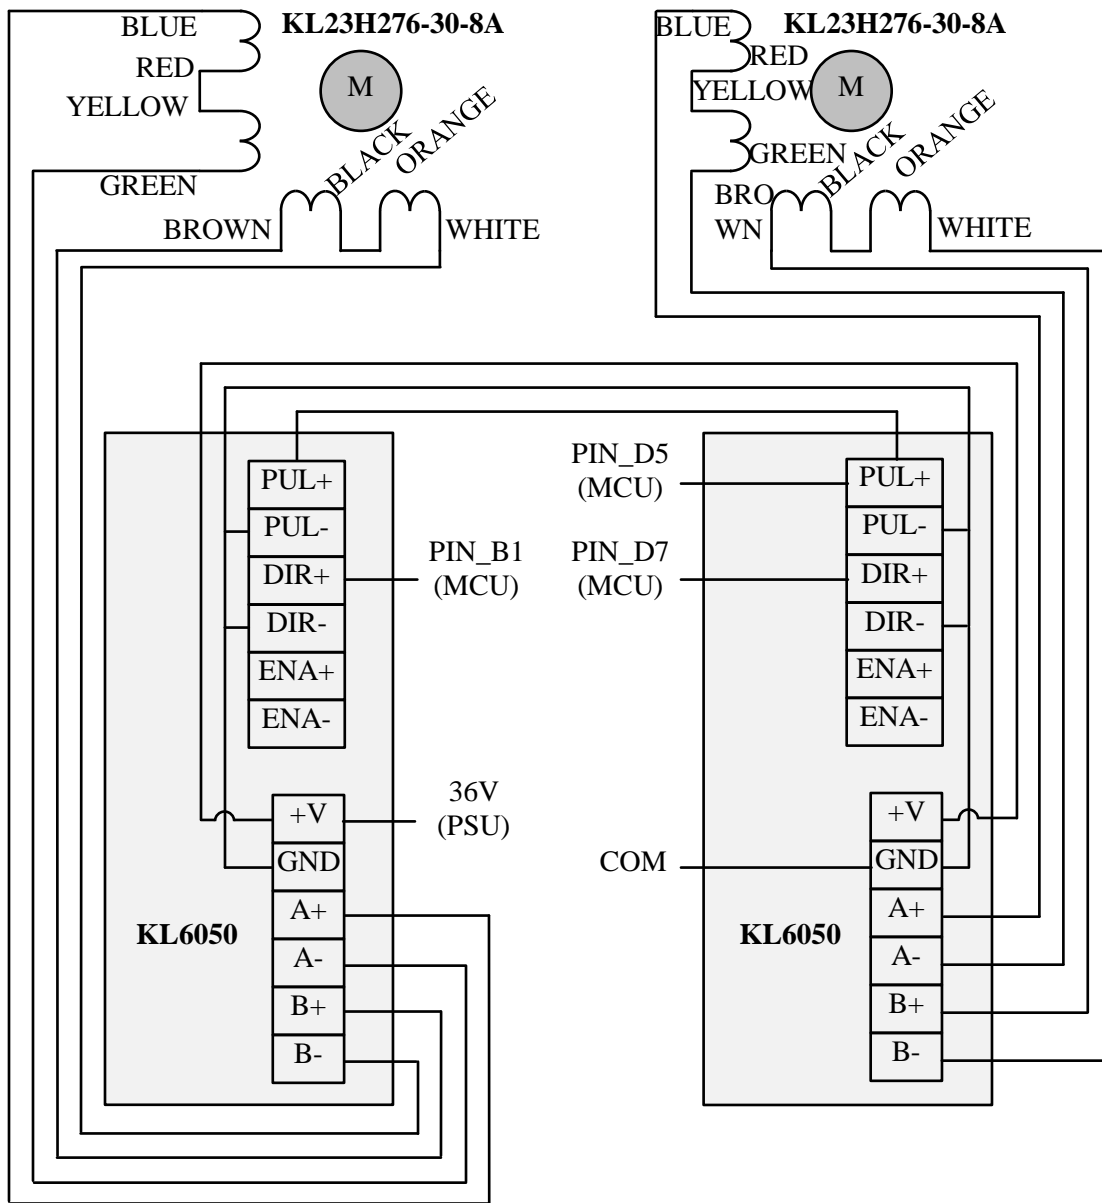 BLUE
KL23H276-30-8A
RED
YELLOW
M
BLACK
ORANGE
GREEN
BROWN
WHITE
BLUE
KL23H276-30-8A
RED
YELLOW
M
BLACK
ORANGE
GREEN
BRO
WN
WHITE
PUL+
PUL-
DIR+
DIR-
ENA+
ENA-
PIN_B1
(MCU)
+V
GND
A+
A-
B+
B-
36V
(PSU)
KL6050
PIN_D5
(MCU)
PIN_D7
(MCU)
PUL+
PUL-
DIR+
DIR-
ENA+
ENA-
COM
+V
GND
A+
A-
B+
B-
KL6050